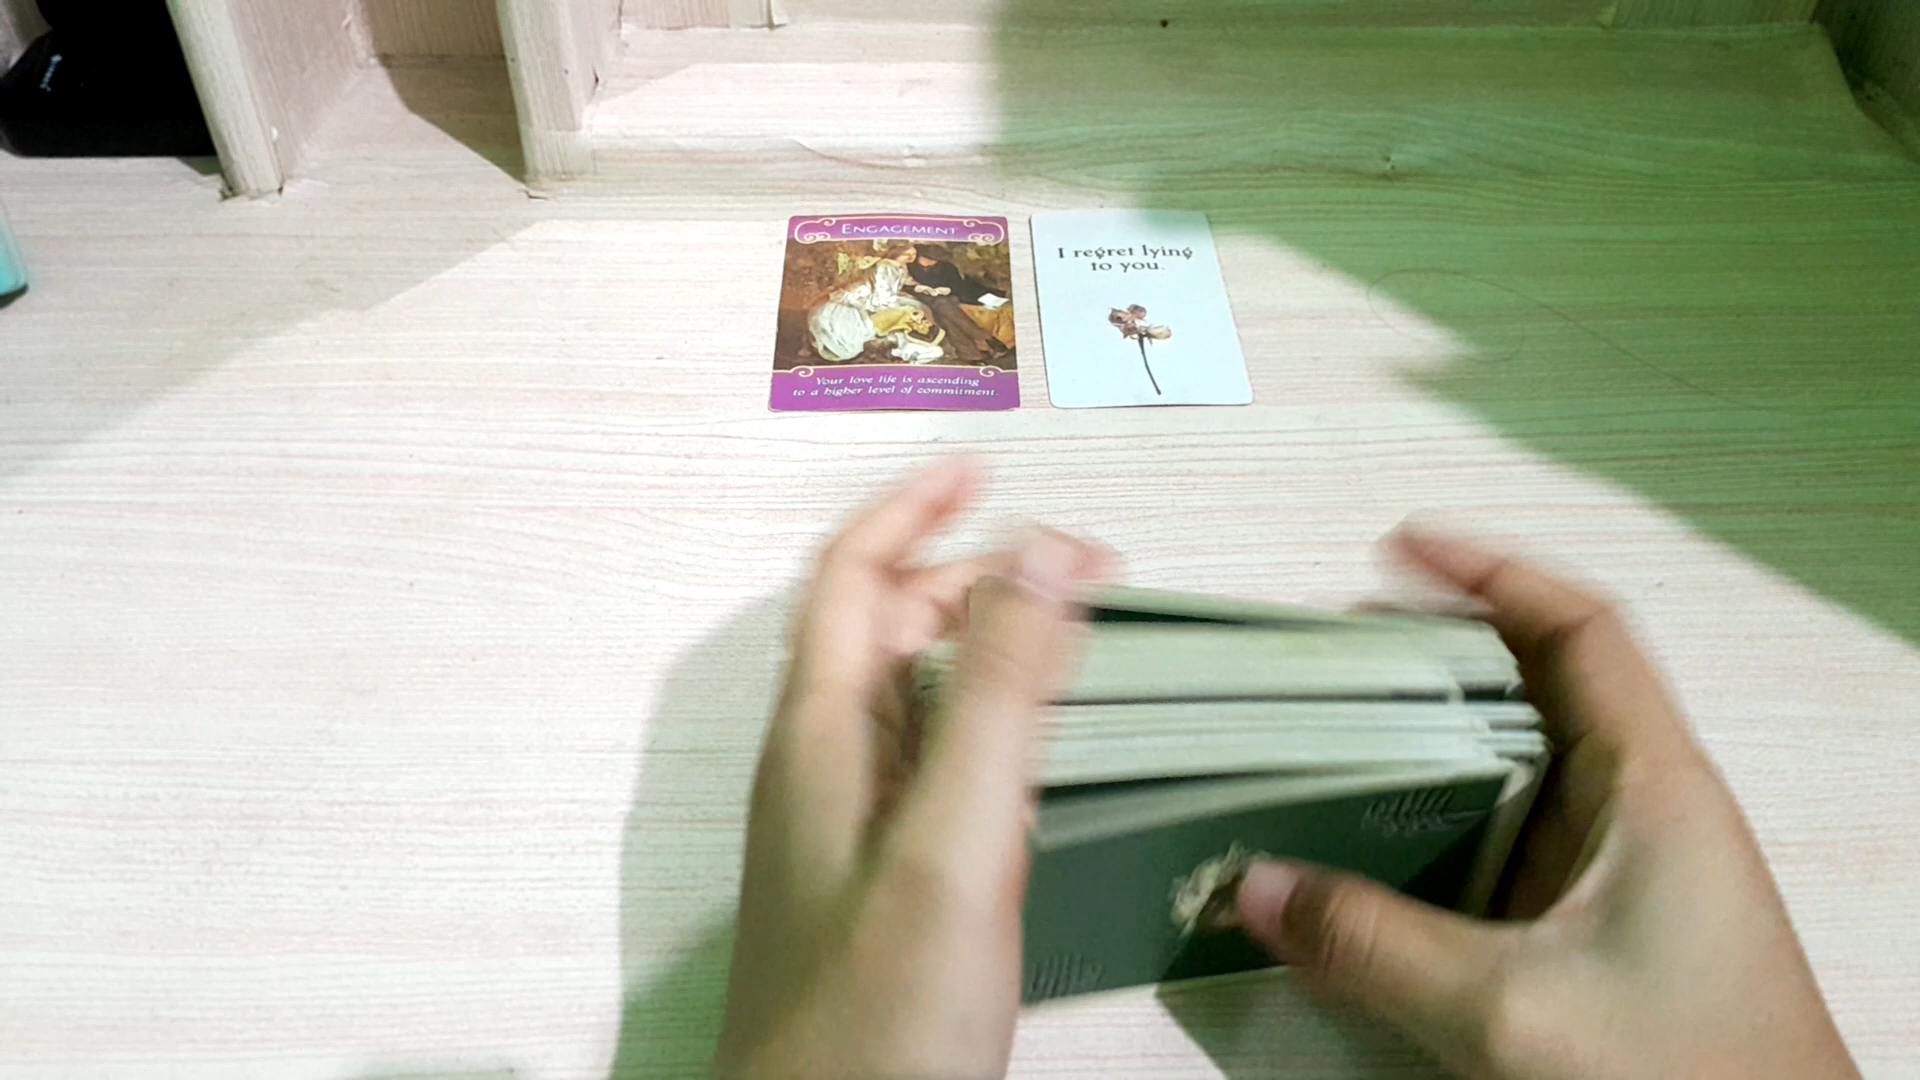 ENGAGEMENT
Your love life is ascending
to a higher level of commitment.
I regret lying
to you.